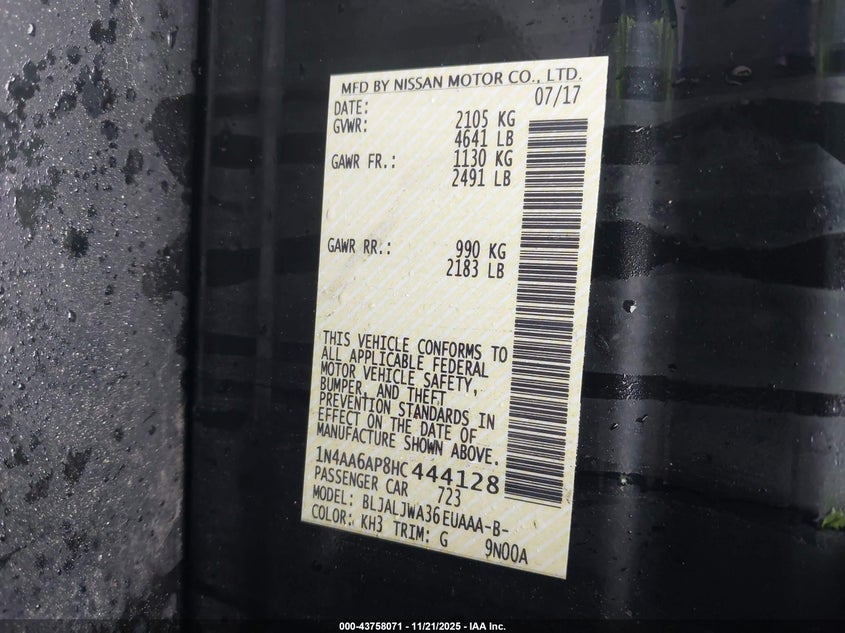 MFD BY NISSAN MOTOR CO., LTD.
DATE: 07/17
GVWR: 2105 KG
4641 LB
GAWR FR.: 1130 KG
2491 LB
GAWR RR.: 990 KG
2183 LB
THIS VEHICLE CONFORMS TO
ALL APPLICABLE FEDERAL
MOTOR VEHICLE SAFETY,
BUMPER, AND THEFT
PREVENTION STANDARDS IN
EFFECT ON THE DATE OF
MANUFACTURE SHOWN ABOVE.
1N4AA6AP8HC444128
PASSENGER CAR 723
MODEL: BLJALJWA36EUAAA-B-
COLOR: KH3 TRIM: G 9N00A
000-43758071 - 11/21/2025 - IAA Inc.